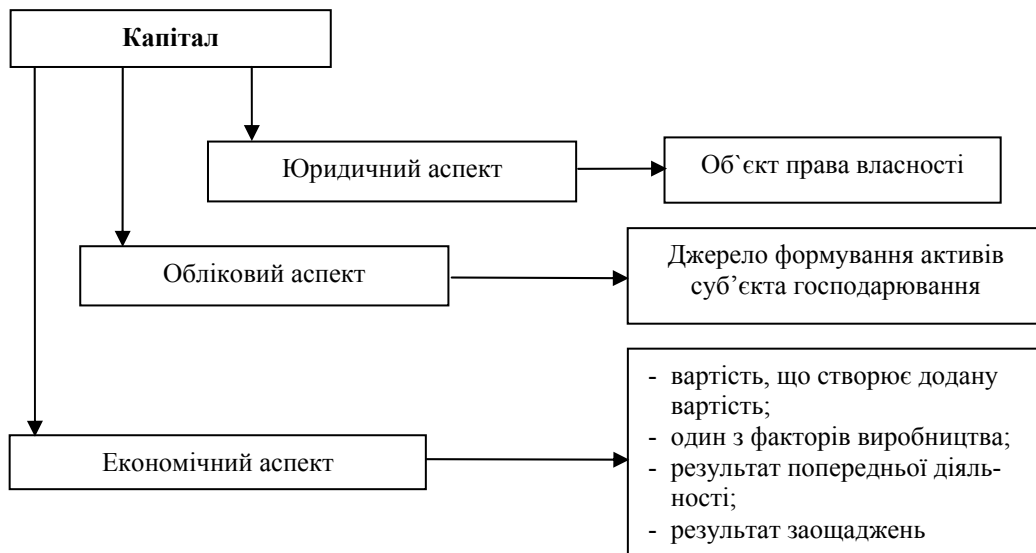 Капітал
Юридичний аспект
Об`єкт права власності
Обліковий аспект
Джерело формування активів
суб’єкта господарювання
Економічний аспект
- вартість, що створює додану
вартість;
- один з факторів виробництва;
- результат попередньої діяль-
ності;
- результат заощаджень